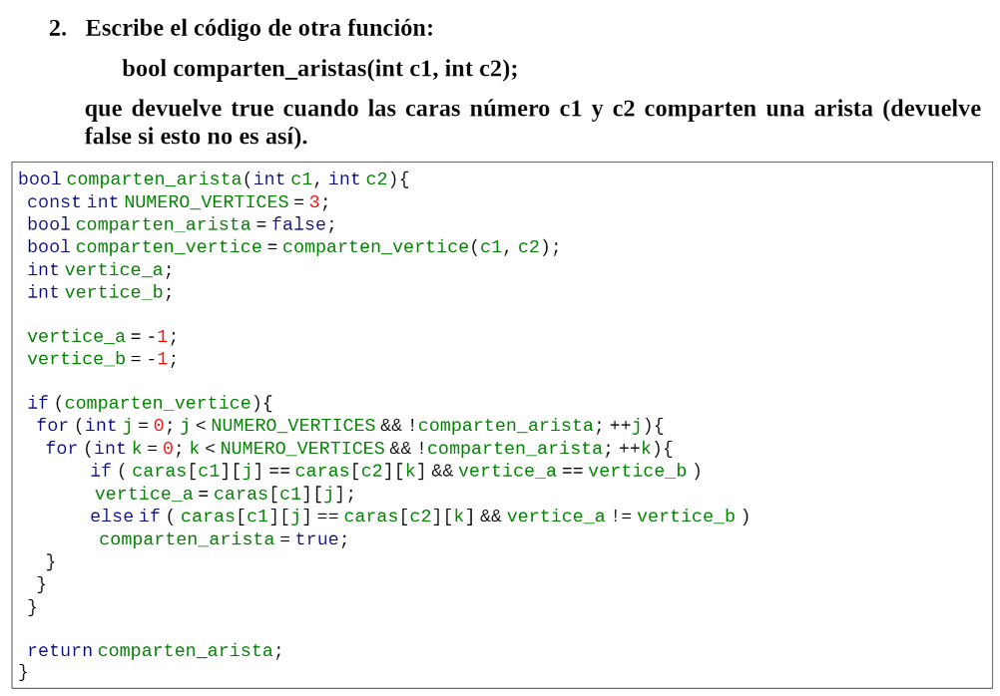 2. Escribe el código de otra función:
bool comparten_aristas(int c1, int c2);
que devuelve true cuando las caras número c1 y c2 comparten una arista (devuelve
false si esto no es así).
bool comparten_arista(int c1, int c2){
const int NUMERO_VERTICES = 3;
bool comparten_arista = false;
bool comparten_vertice = comparten_vertice(c1, c2);
int vertice_a;
int vertice_b;
vertice_a = -1;
vertice_b = -1;
if (comparten_vertice){
for (int j = 0; j < NUMERO_VERTICES && !comparten_arista; ++j){
for (int k = 0; k < NUMERO_VERTICES && !comparten_arista; ++k){
if ( caras[c1][j] == caras[c2][k] && vertice_a == vertice_b )
vertice_a = caras[c1][j];
else if ( caras[c1][j] == caras[c2][k] && vertice_a != vertice_b )
comparten_arista = true;
}
}
}
return comparten_arista;
}